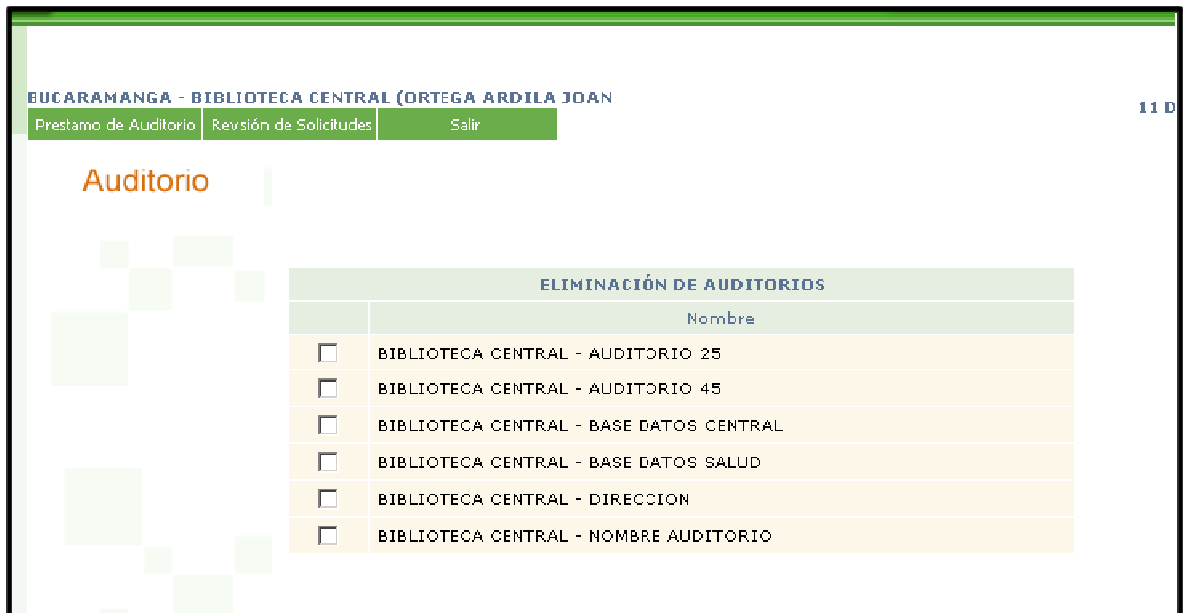 BUCARAMANGA - BIBLIOTECA CENTRAL (ORTEGA ARDILA JOAN
11 D
Prestamo de Auditorio Revisión de Solicitudes Salir
Auditorio
ELIMINACIÓN DE AUDITORIOS
Nombre
BIBLIOTECA CENTRAL - AUDITORIO 25
BIBLIOTECA CENTRAL - AUDITORIO 45
BIBLIOTECA CENTRAL - BASE DATOS CENTRAL
BIBLIOTECA CENTRAL - BASE DATOS SALUD
BIBLIOTECA CENTRAL - DIRECCION
BIBLIOTECA CENTRAL - NOMBRE AUDITORIO